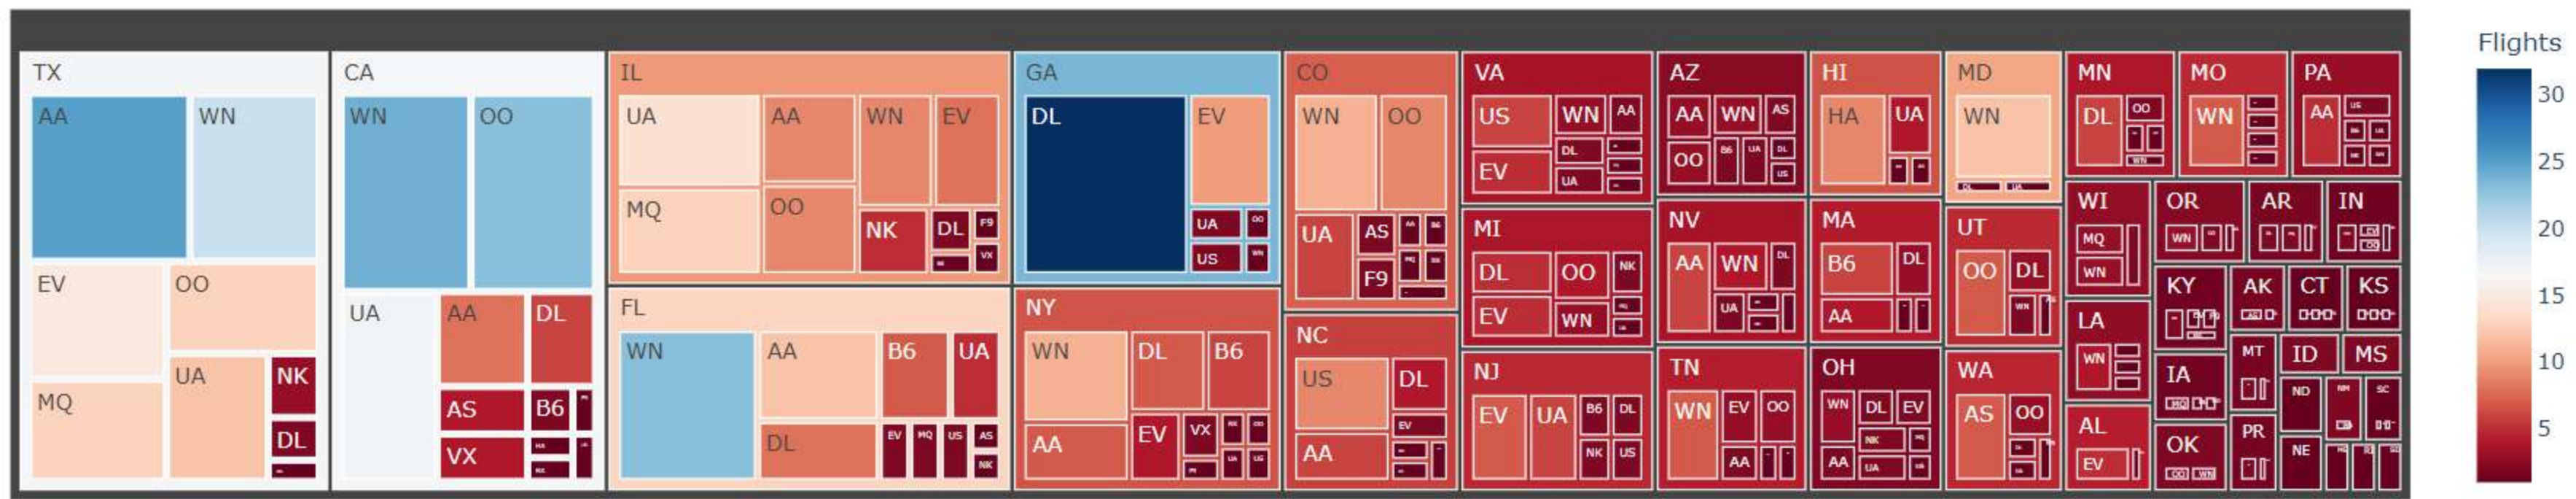 Flights
30
25
20
15
10
5
TX
AA
WN
EV
OO
MQ
UA
NK
DL
CA
WN
OO
UA
AA
DL
AS
B6
VX
HA
IL
UA
AA
WN
EV
MQ
OO
NK
DL
F9
VX
GA
DL
EV
UA
OO
US
WN
FL
WN
AA
B6
UA
DL
EV
MQ
US
AS
NK
NY
WN
DL
B6
AA
EV
VX
UA
US
CO
WN
OO
UA
AS
F9
NC
US
DL
EV
AA
VA
US
WN
AA
EV
DL
UA
MI
DL
OO
NK
EV
WN
NJ
EV
UA
B6
DL
NK
US
AZ
AA
WN
AS
OO
B6
UA
DL
US
NV
AA
WN
DL
UA
TN
WN
EV
OO
AA
HI
HA
UA
MA
B6
DL
AA
OH
WN
DL
EV
NK
AA
UA
MD
WN
DL
UA
UT
OO
DL
WN
WA
AS
OO
MN
DL
OO
WN
MO
WN
PA
AA
US
WI
MQ
WN
LA
WN
AL
EV
OR
WN
AR
IN
EV
OO
KY
AK
AS
CT
KS
IA
MQ
MT
ID
MS
OK
OO
WN
PR
ND
NM
SC
NE